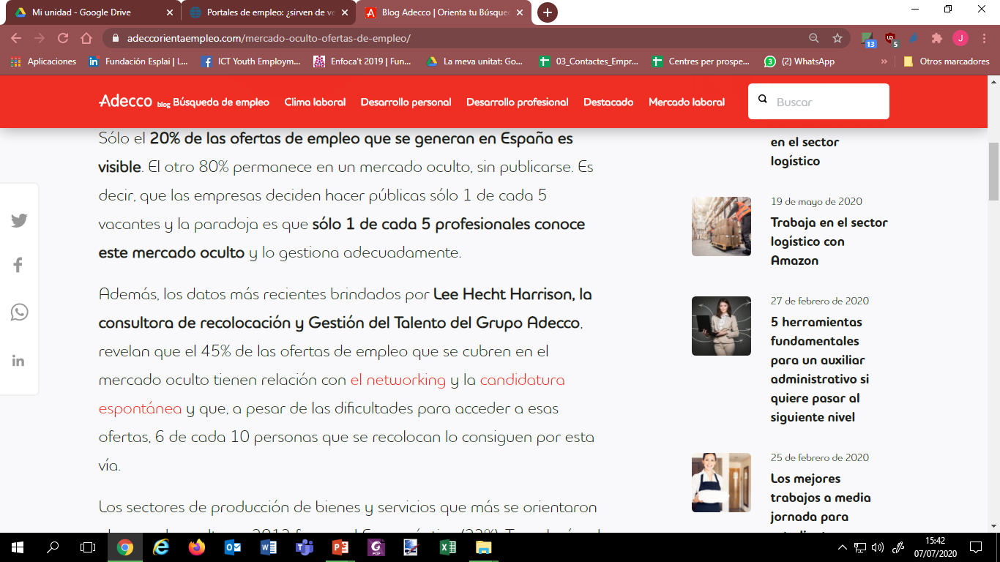 Mi unidad - Google Drive
Portales de empleo: ¿sirven de ve
Blog Adecco | Orienta tu Búsque
adeccorientaempleo.com/mercado-oculto-ofertas-de-empleo/
13
5
J
Aplicaciones
Fundación Esplai | L...
ICT Youth Employm...
Enfoca't 2019 | Fun...
La meva unitat: Go...
03_Contactes_Empr...
Centres per prospe...
3
(2) WhatsApp
»
Otros marcadores
Adecco blog
Búsqueda de empleo
Clima laboral
Desarrollo personal
Desarrollo profesional
Destacado
Mercado laboral
Buscar
Sólo el 20% de las ofertas de empleo que se generan en España es
visible. El otro 80% permanece en un mercado oculto, sin publicarse. Es
decir, que las empresas deciden hacer públicas sólo 1 de cada 5
vacantes y la paradoja es que sólo 1 de cada 5 profesionales conoce
este mercado oculto y lo gestiona adecuadamente.
Además, los datos más recientes brindados por Lee Hecht Harrison, la
consultora de recolocación y Gestión del Talento del Grupo Adecco,
revelan que el 45% de las ofertas de empleo que se cubren en el
mercado oculto tienen relación con el networking y la candidatura
espontánea y que, a pesar de las dificultades para acceder a esas
ofertas, 6 de cada 10 personas que se recolocan lo consiguen por esta
vía.
Los sectores de producción de bienes y servicios que más se orientaron
en el sector
logístico
19 de mayo de 2020
Trabaja en el sector
logístico con
Amazon
27 de febrero de 2020
5 herramientas
fundamentales
para un auxiliar
administrativo si
quiere pasar al
siguiente nivel
25 de febrero de 2020
Los mejores
trabajos a media
jornada para
15:42
07/07/2020